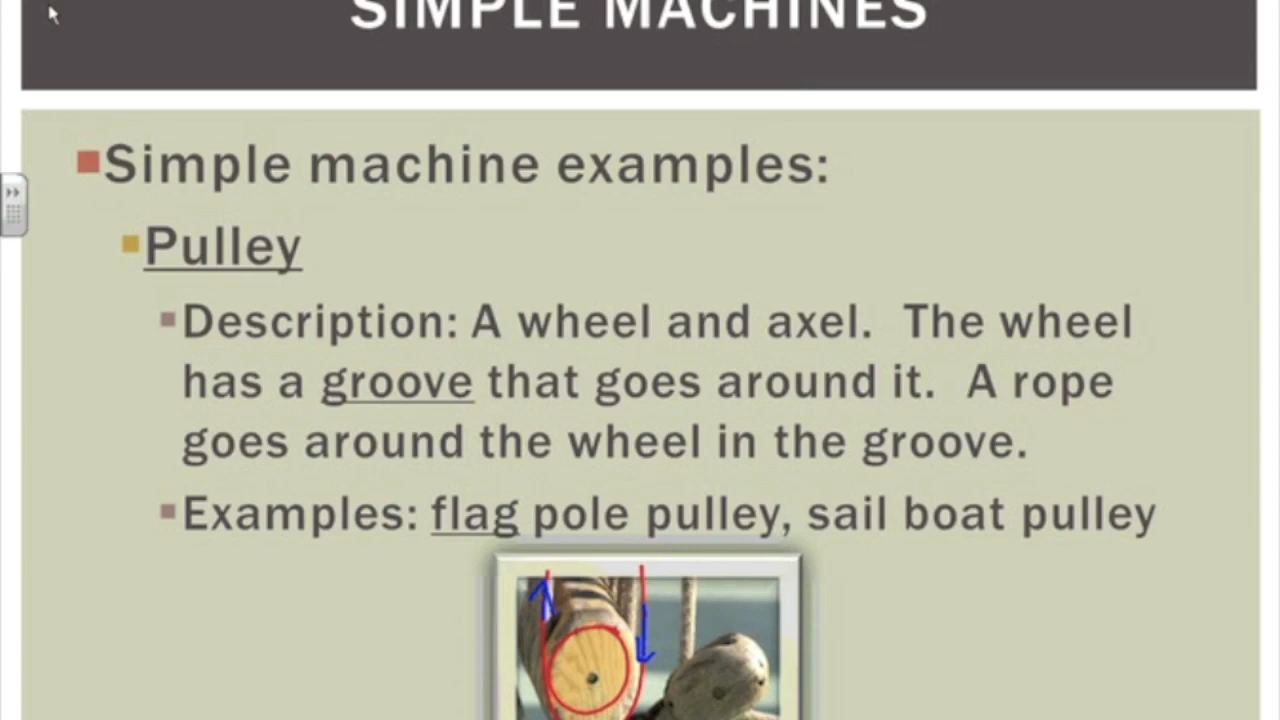 SIMPLE MACHINES
Simple machine examples:
Pulley
Description: A wheel and axel. The wheel
has a groove that goes around it. A rope
goes around the wheel in the groove.
Examples: flag pole pulley, sail boat pulley